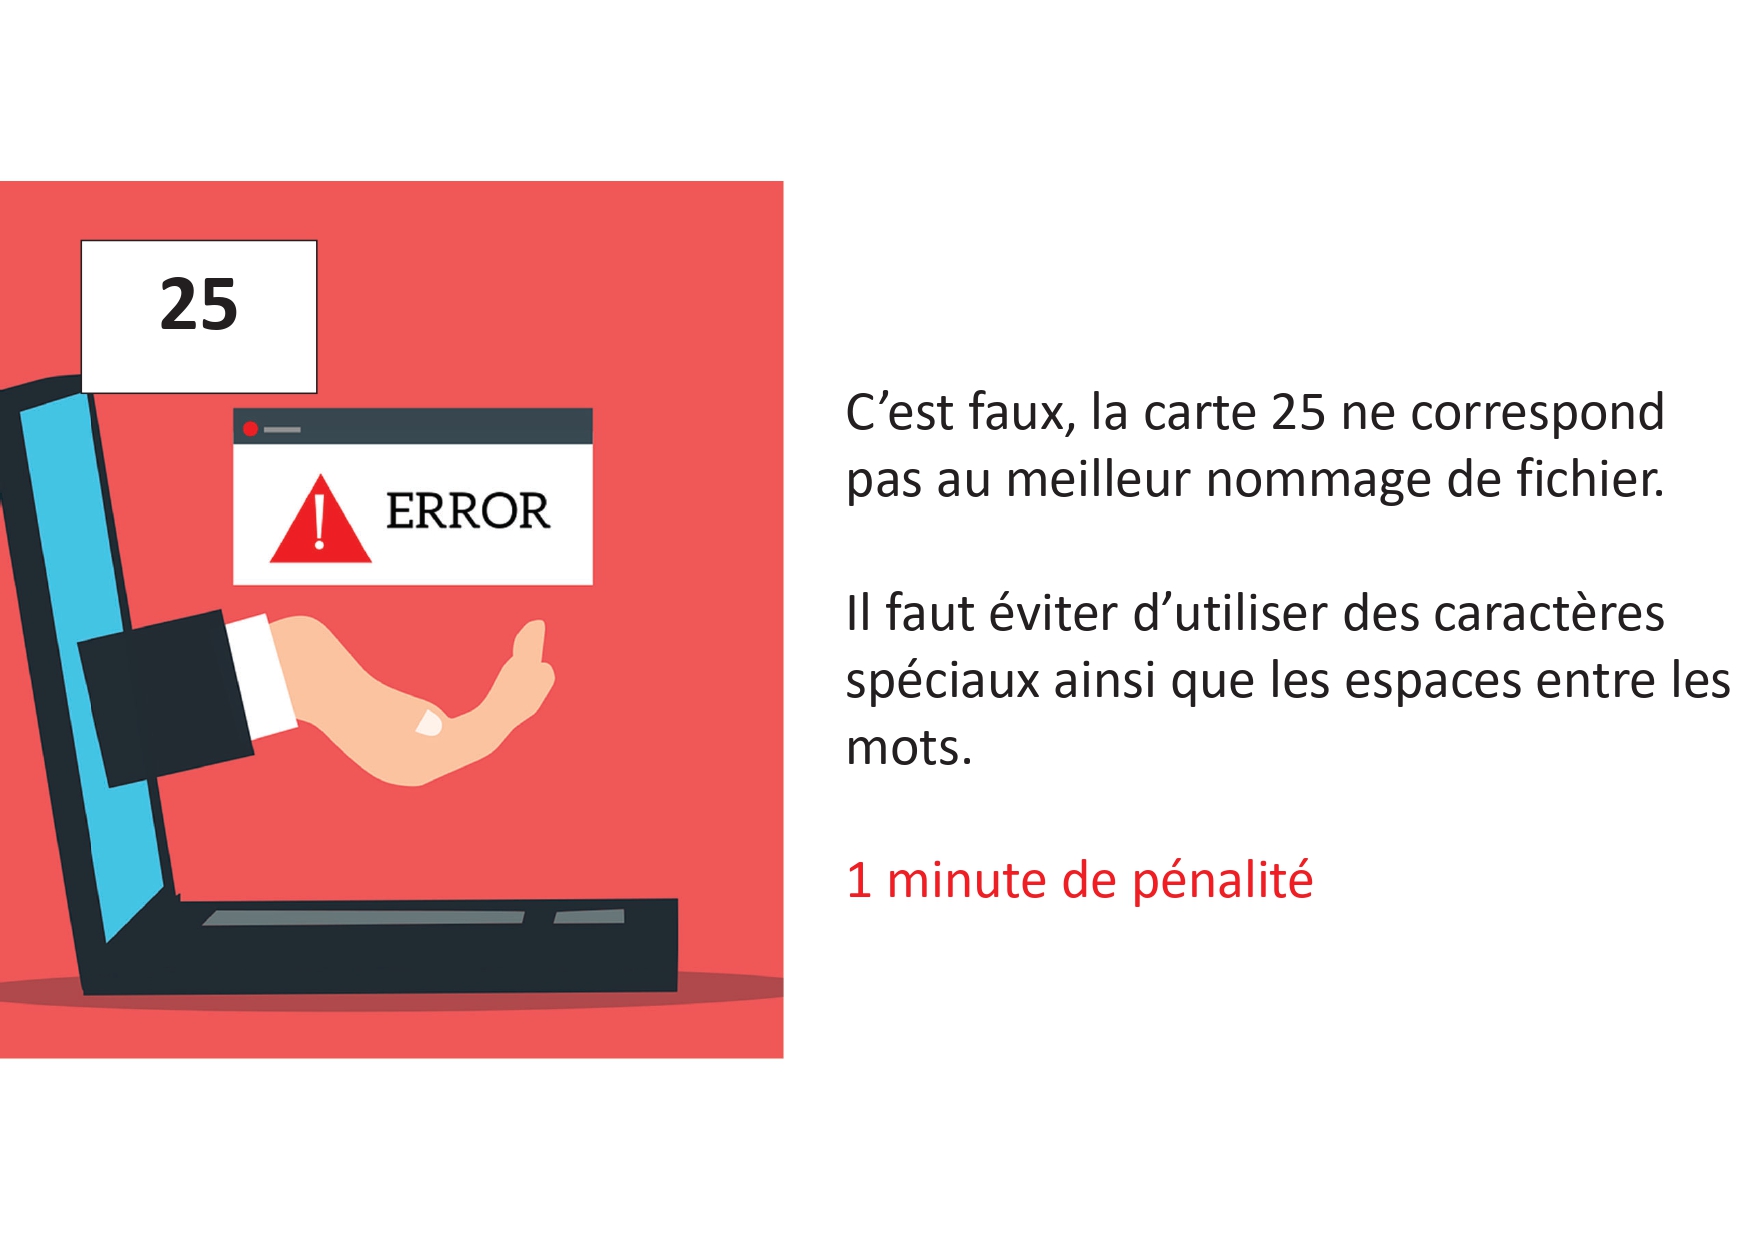 25
ERROR
C’est faux, la carte 25 ne correspond
pas au meilleur nommage de fichier.
Il faut éviter d’utiliser des caractères
spéciaux ainsi que les espaces entre les
mots.
1 minute de pénalité